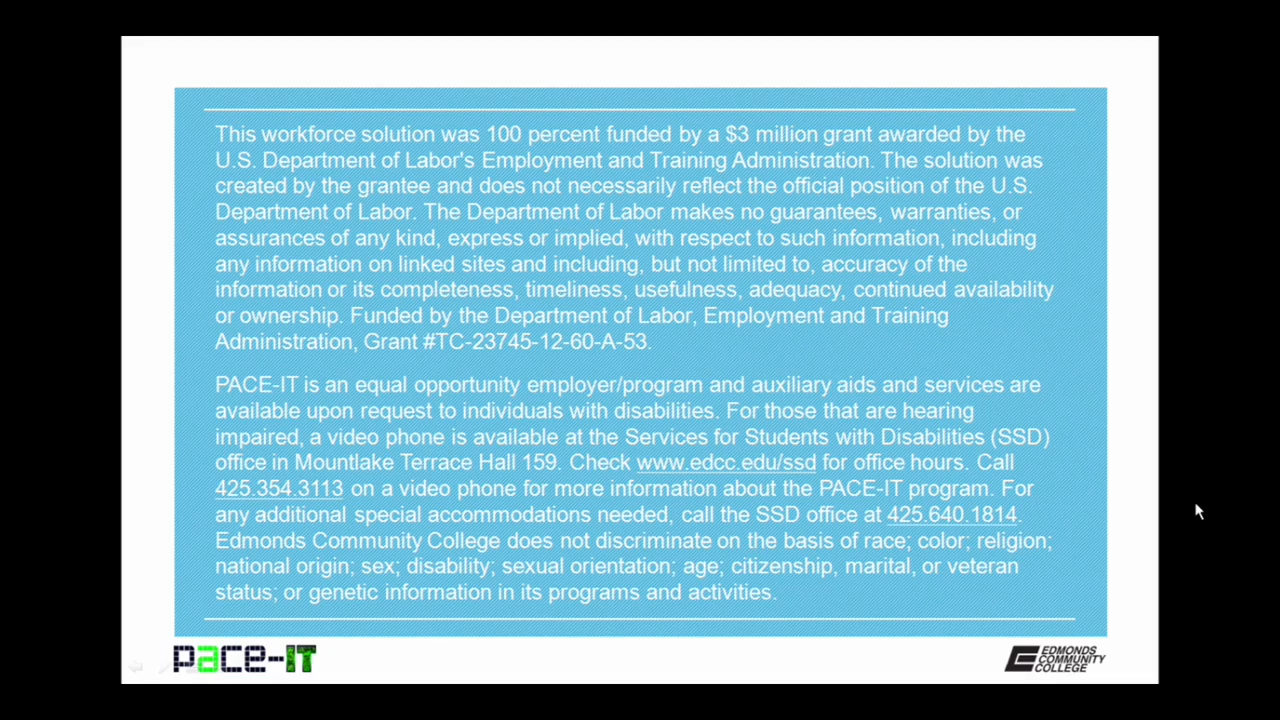 This workforce solution was 100 percent funded by a $3 million grant awarded by the
U.S. Department of Labor's Employment and Training Administration. The solution was
created by the grantee and does not necessarily reflect the official position of the U.S.
Department of Labor. The Department of Labor makes no guarantees, warranties, or
assurances of any kind, express or implied, with respect to such information, including
any information on linked sites and including, but not limited to, accuracy of the
information or its completeness, timeliness, usefulness, adequacy, continued availability
or ownership. Funded by the Department of Labor, Employment and Training
Administration, Grant #TC-23745-12-60-A-53.
PACE-IT is an equal opportunity employer/program and auxiliary aids and services are
available upon request to individuals with disabilities. For those that are hearing
impaired, a video phone is available at the Services for Students with Disabilities (SSD)
office in Mountlake Terrace Hall 159. Check www.edcc.edu/ssd for office hours. Call
425.354.3113 on a video phone for more information about the PACE-IT program. For
any additional special accommodations needed, call the SSD office at 425.640.1814.
Edmonds Community College does not discriminate on the basis of race; color; religion;
national origin; sex; disability; sexual orientation; age; citizenship, marital, or veteran
status; or genetic information in its programs and activities.
pace-IT
EDMONDS
COMMUNITY
COLLEGE